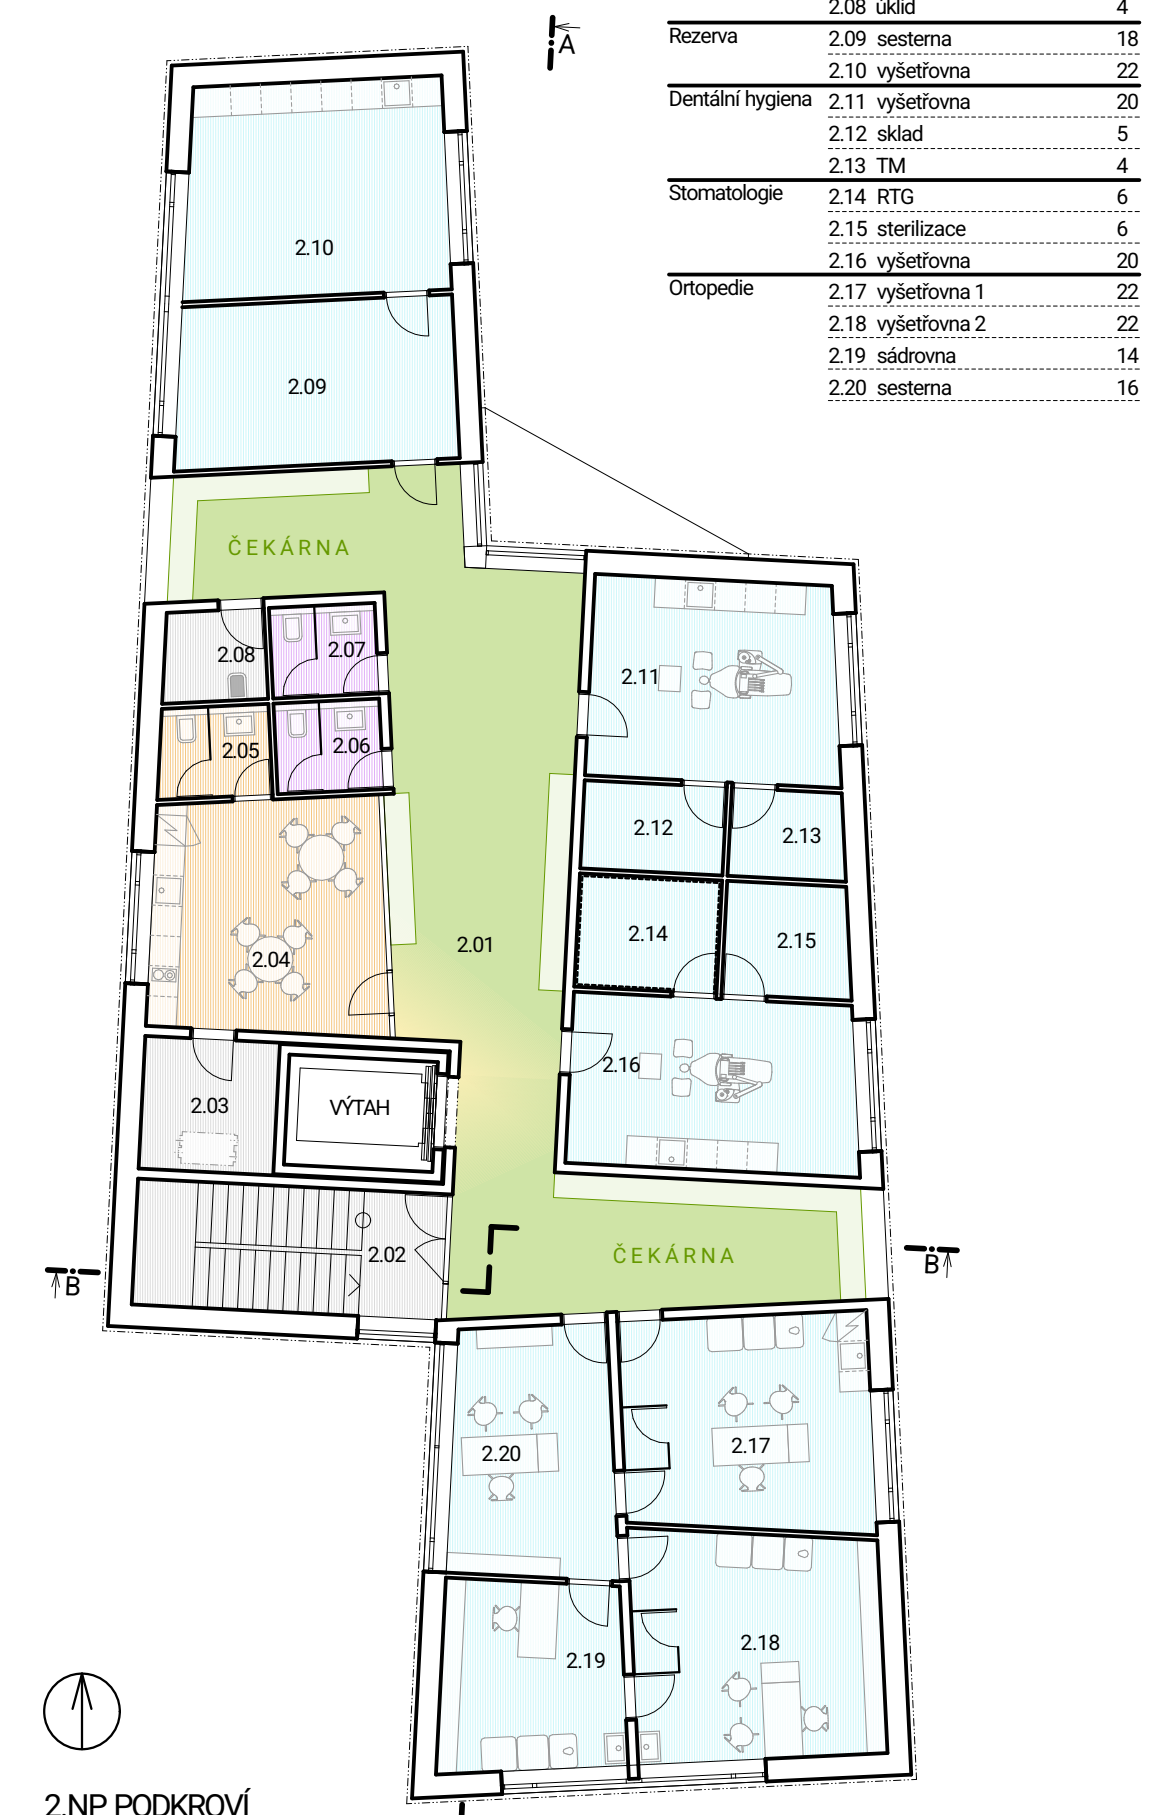 2.08 úklid 4
Rezerva 2.09 sesterna 18
2.10 vyšetřovna 22
Dentální hygiena 2.11 vyšetřovna 20
2.12 sklad 5
2.13 TM 4
Stomatologie 2.14 RTG 6
2.15 sterilizace 6
2.16 vyšetřovna 20
Ortopedie 2.17 vyšetřovna 1 22
2.18 vyšetřovna 2 22
2.19 sádrovna 14
2.20 sesterna 16
A
2.10
2.09
ČEKÁRNA
2.08
2.07
2.11
2.05
2.06
2.12
2.13
2.14
2.15
2.01
2.04
2.16
2.03
VÝTAH
2.02
ČEKÁRNA
B
B
2.20
2.17
2.18
2.19
2.NP PODKROVÍ